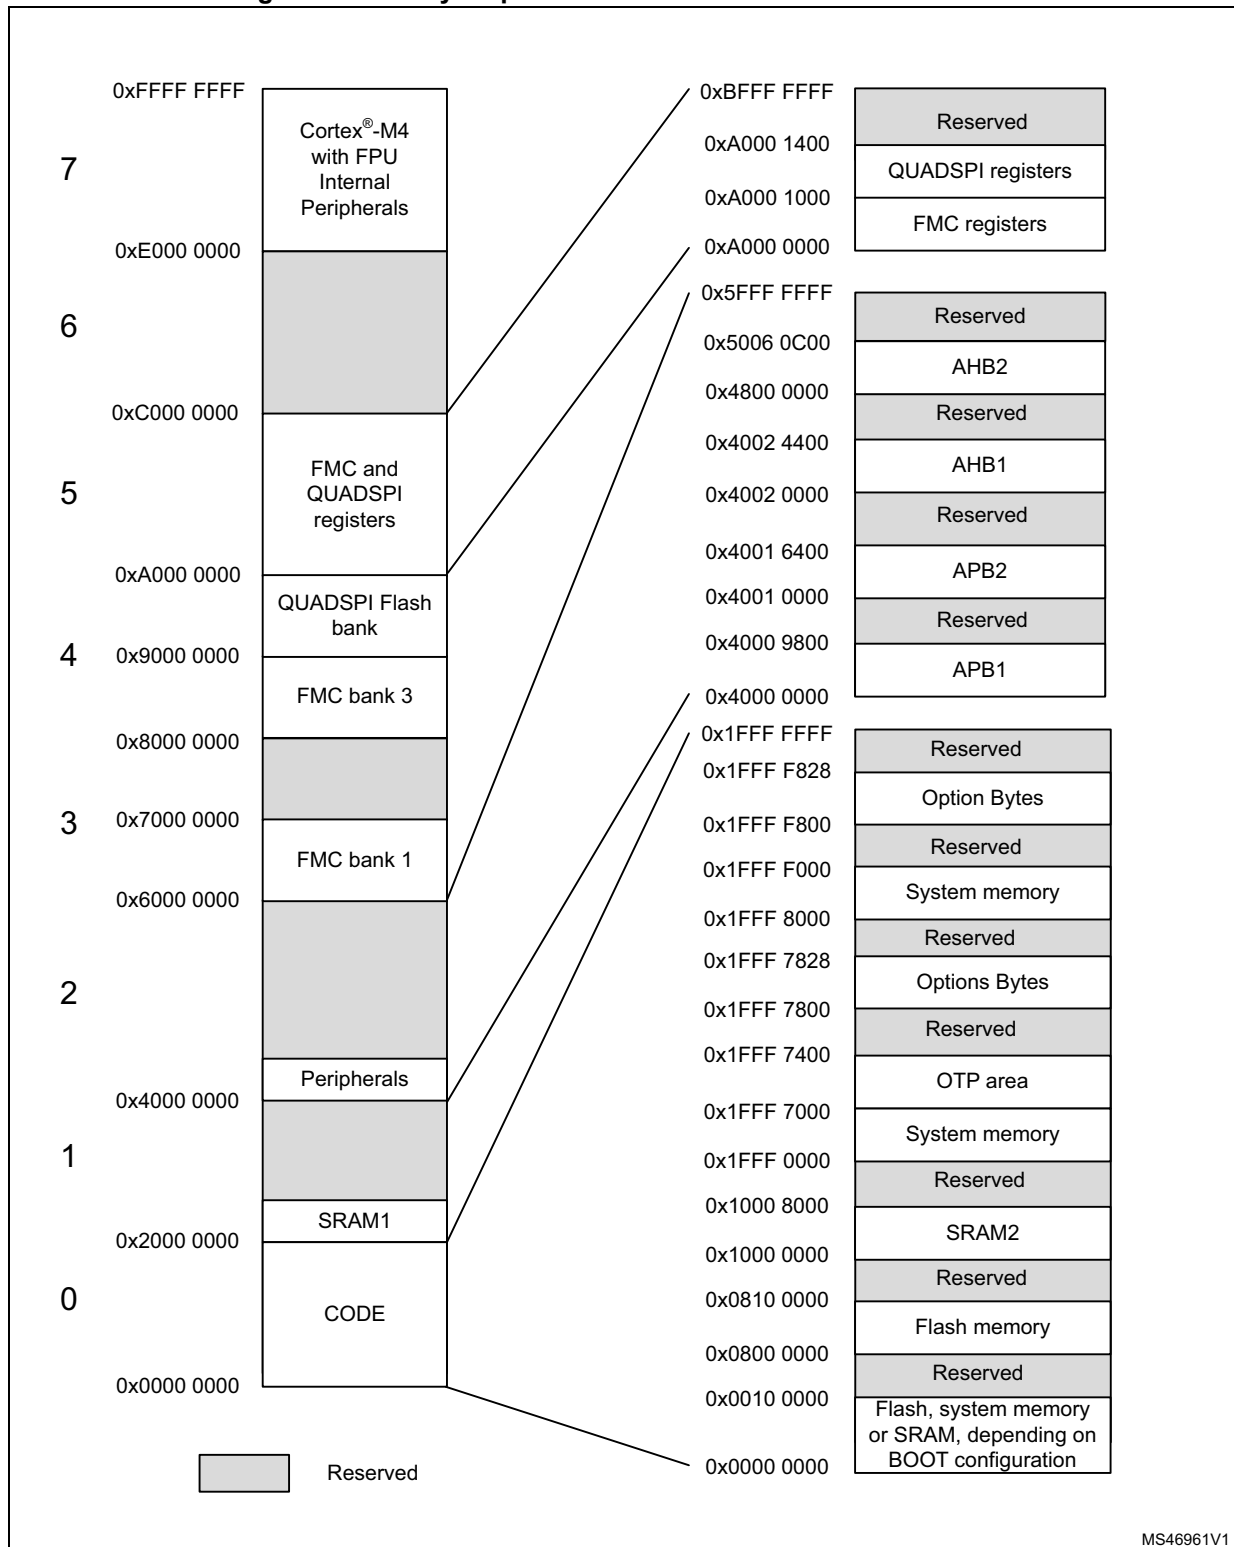 0xFFFF FFFF
Cortex®-M4
with FPU
Internal
Peripherals
7
0xE000 0000
6
0xC000 0000
FMC and
QUADSPI
registers
5
0xA000 0000
QUADSPI Flash
bank
4
0x9000 0000
FMC bank 3
0x8000 0000
3
0x7000 0000
FMC bank 1
0x6000 0000
2
Peripherals
0x4000 0000
1
SRAM1
0x2000 0000
0
CODE
0x0000 0000
Reserved
0xBFFF FFFF
Reserved
0xA000 1400
QUADSPI registers
0xA000 1000
FMC registers
0xA000 0000
0x5FFF FFFF
Reserved
0x5006 0C00
AHB2
0x4800 0000
Reserved
0x4002 4400
AHB1
0x4002 0000
Reserved
0x4001 6400
APB2
0x4001 0000
Reserved
0x4000 9800
APB1
0x4000 0000
0x1FFF FFFF
Reserved
0x1FFF F828
Option Bytes
0x1FFF F800
Reserved
0x1FFF F000
System memory
0x1FFF 8000
Reserved
0x1FFF 7828
Options Bytes
0x1FFF 7800
Reserved
0x1FFF 7400
OTP area
0x1FFF 7000
System memory
0x1FFF 0000
Reserved
0x1000 8000
SRAM2
0x1000 0000
Reserved
0x0810 0000
Flash memory
0x0800 0000
Reserved
0x0010 0000
Flash, system memory
or SRAM, depending on
BOOT configuration
0x0000 0000
MS46961V1